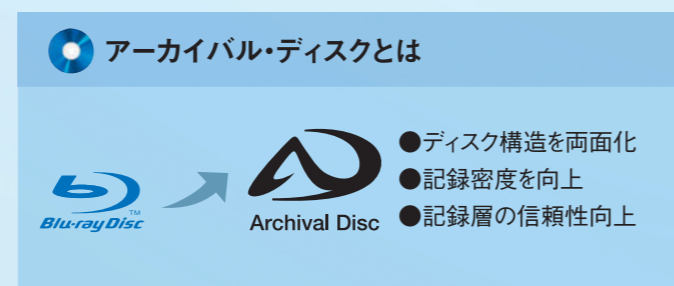 アーカイバル・ディスクとは
●ディスク構造を両面化
●記録密度を向上
●記録層の信頼性向上
Blu-ray Disc™
Archival Disc